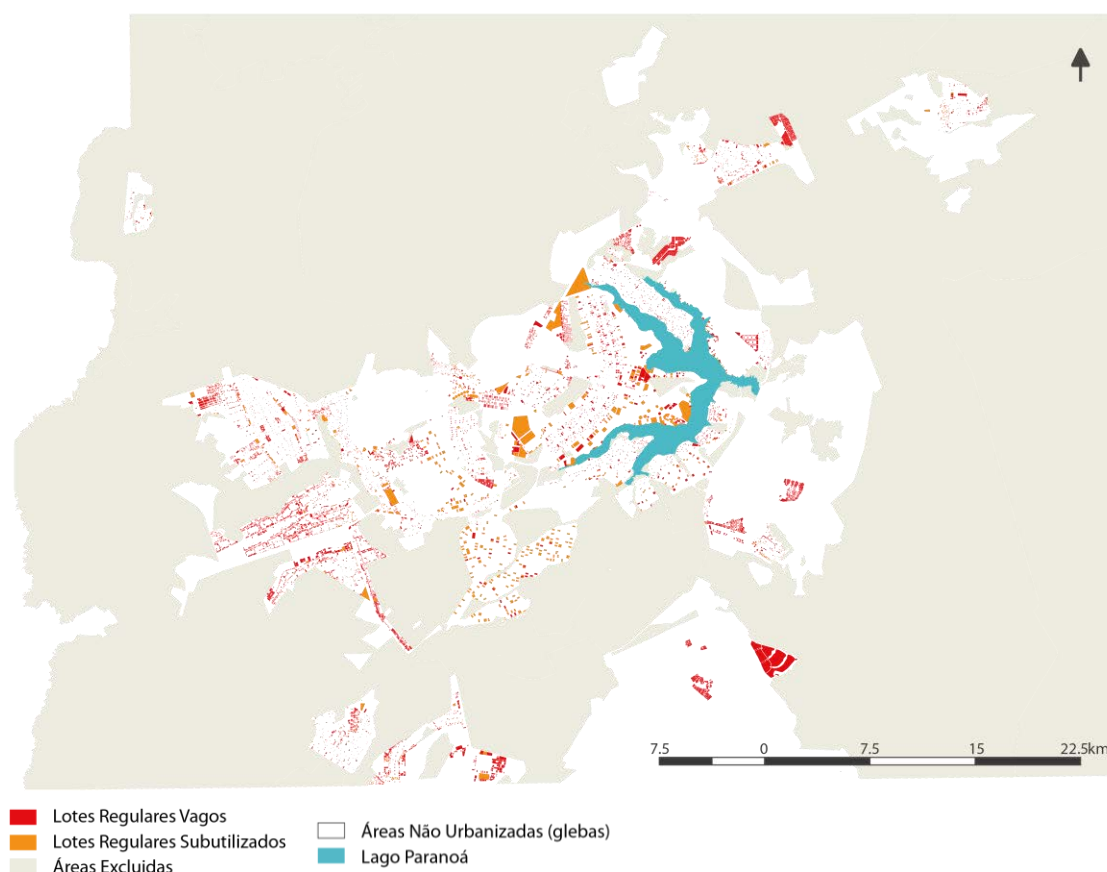 7.5 0 7.5 15 22.5km
Lotes Regulares Vagos
Lotes Regulares Subutilizados
Áreas Excluidas
Áreas Não Urbanizadas (glebas)
Lago Paranoá